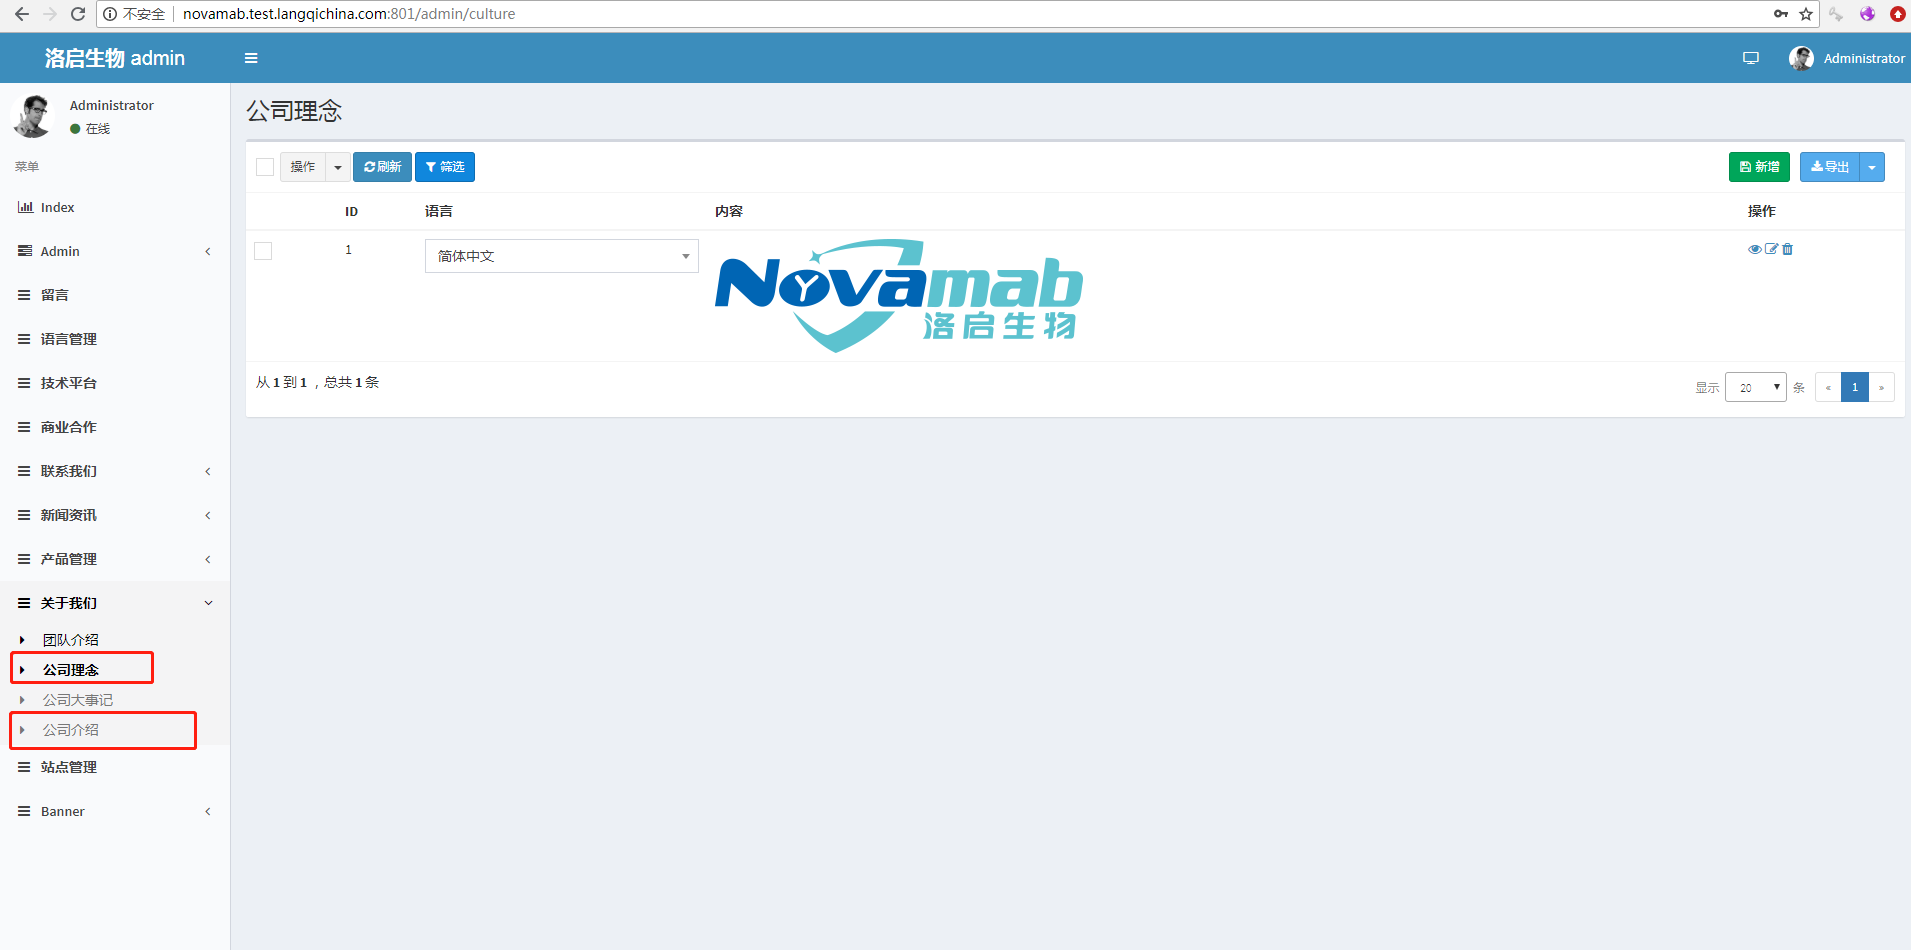 不安全 novamab.test.langqichina.com:801/admin/culture
洛启生物 admin
Administrator
Administrator
在线
菜单
Index
Admin
留言
语言管理
技术平台
商业合作
联系我们
新闻资讯
产品管理
关于我们
团队介绍
公司理念
公司大事记
公司介绍
站点管理
Banner
公司理念
操作 刷新 筛选 新增 导出
ID 语言 内容 操作
1 简体中文
Novamab
洛启生物
从 1 到 1 ，总共 1 条
显示 20 条 « 1 »